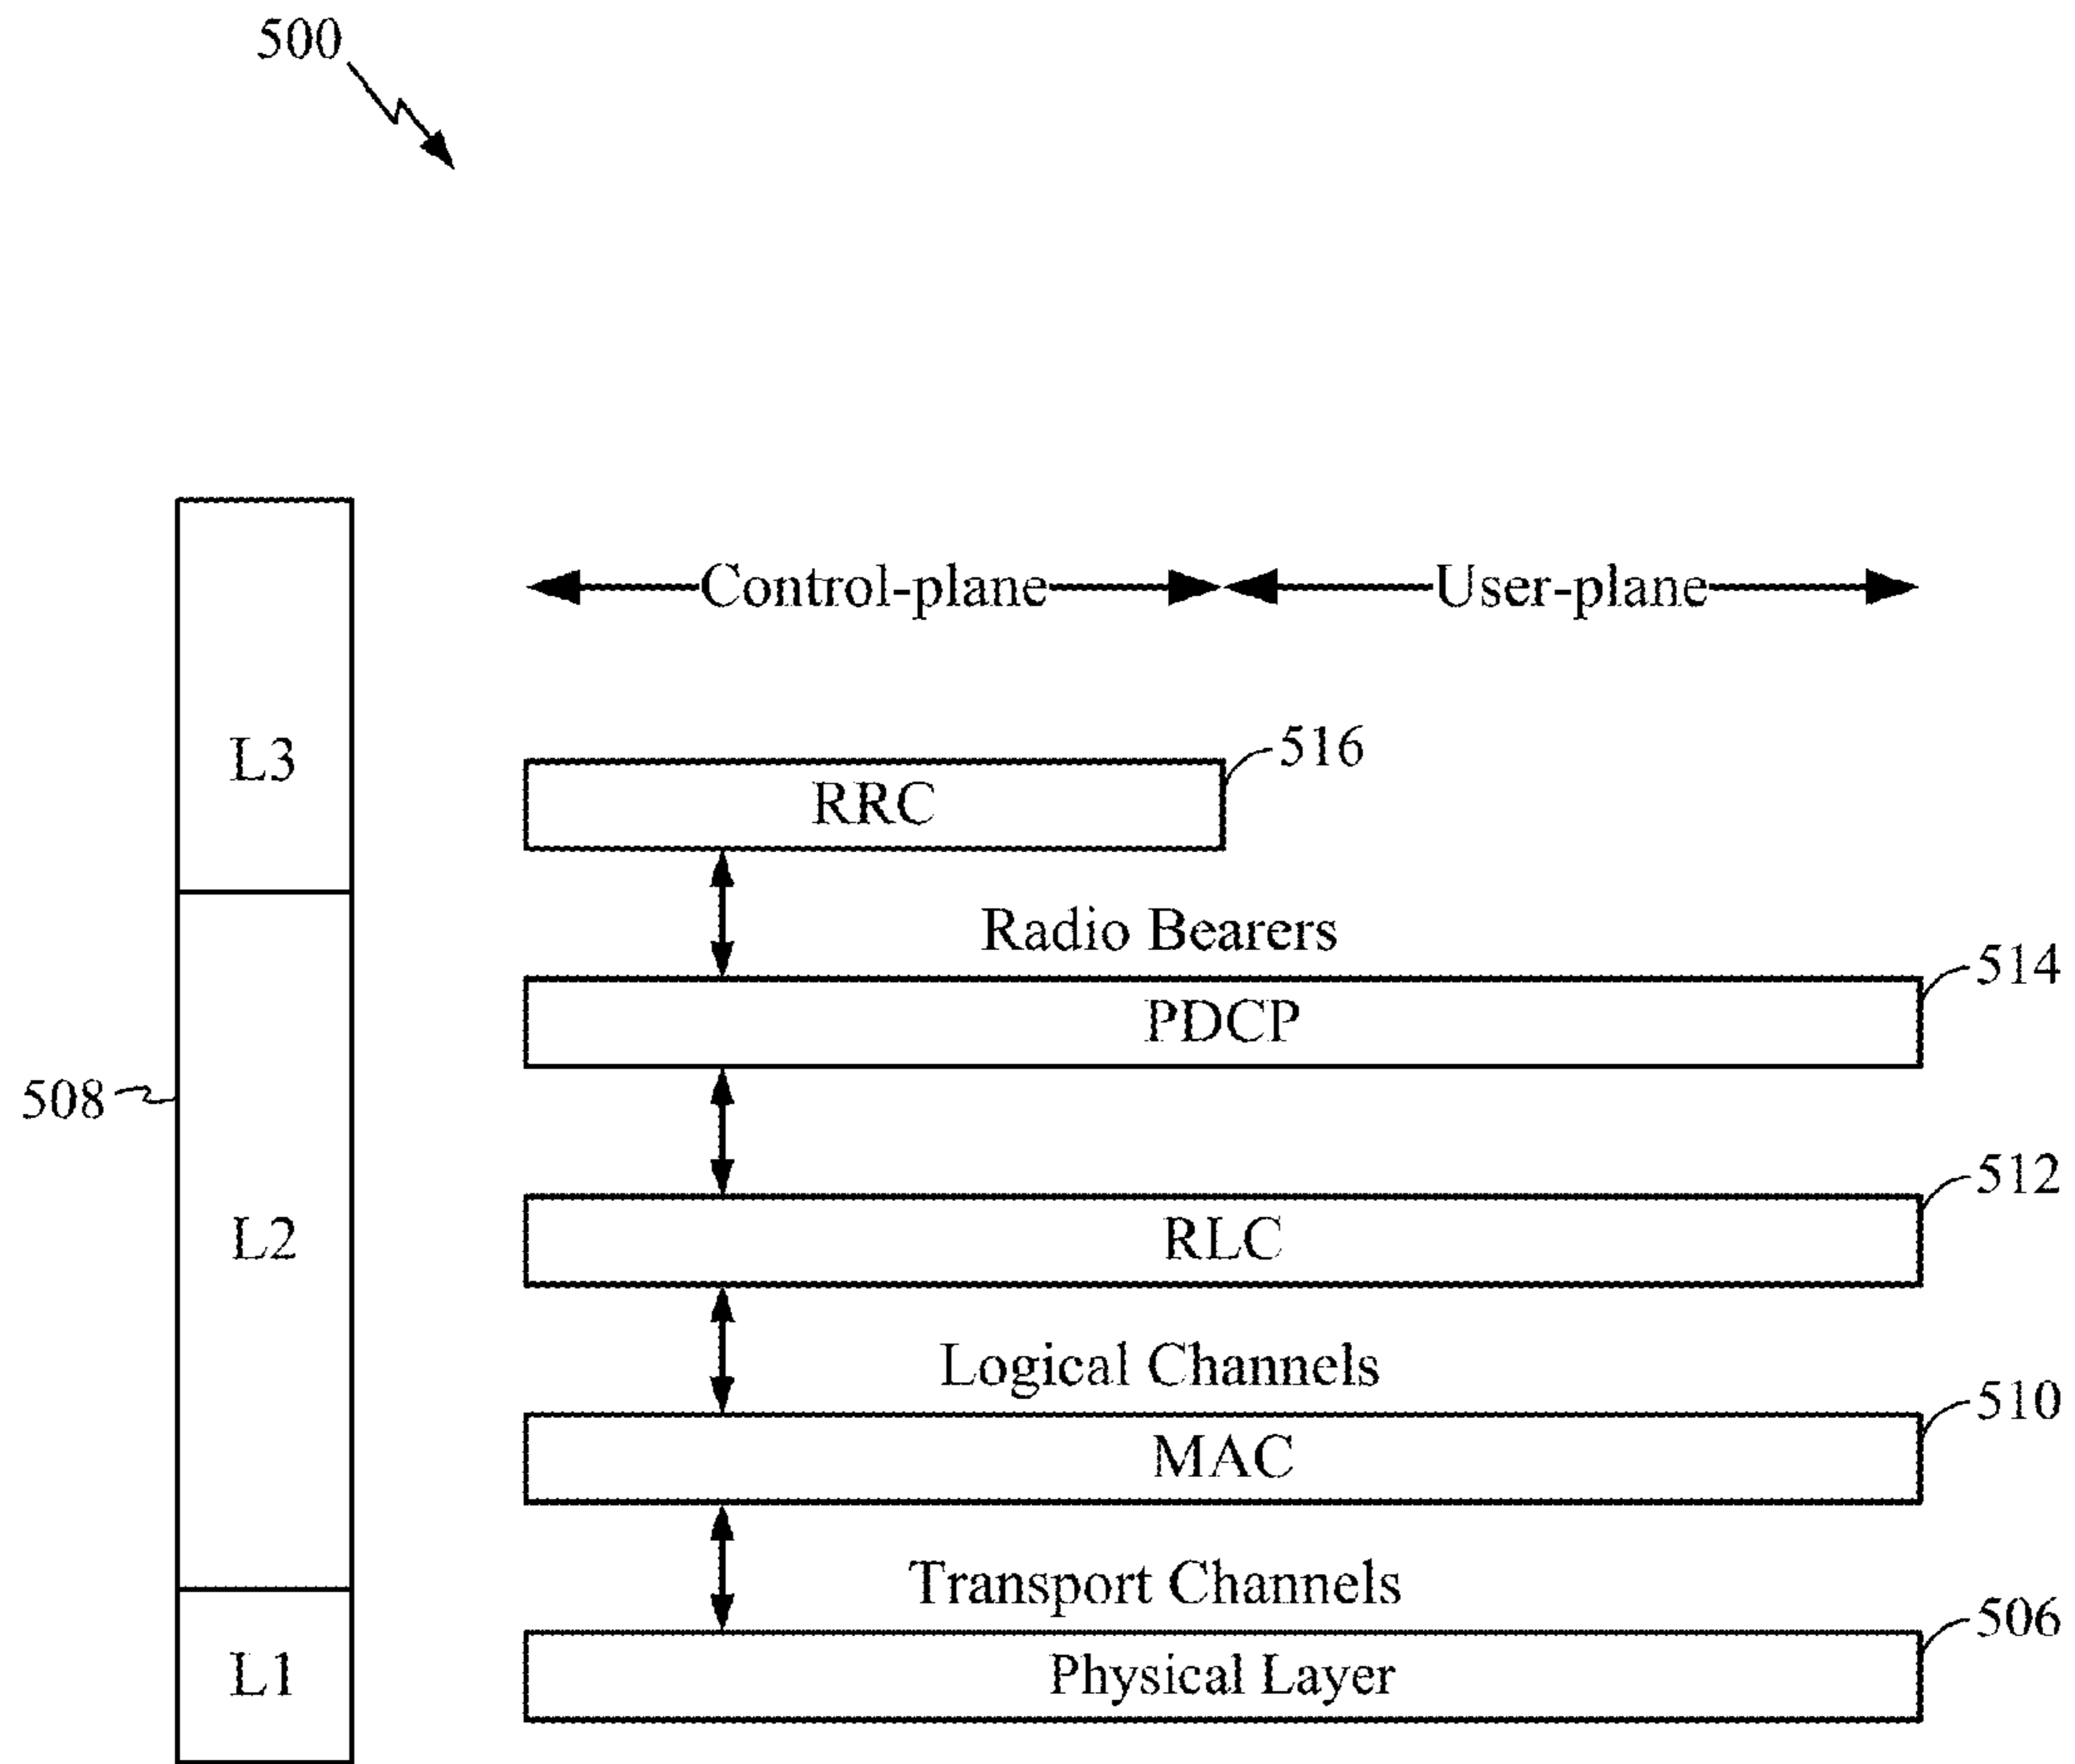 500
Control-plane
User-plane
L3
516
RRC
Radio Bearers
514
PDCP
508
512
L2
RLC
Logical Channels
510
MAC
Transport Channels
506
L1
Physical Layer